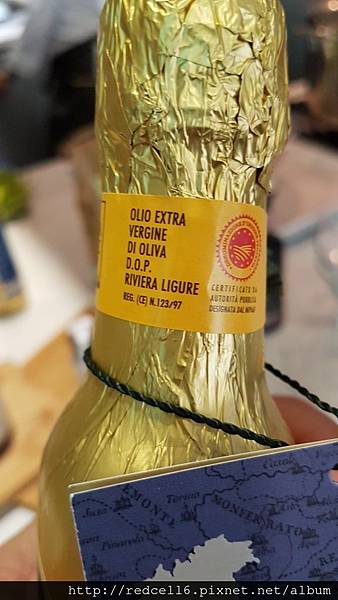 OLIO EXTRA
VERGINE
DI OLIVA
D.O.P.
RIVIERA LIGURE
REG. (CE) N.123/97
CERTIFICATO DA
AUTORITÀ PUBBLICA
DESIGNATA DAL MIPAAF
MONTE
MONFERRATO
http://redcell6.pixnet.net/album